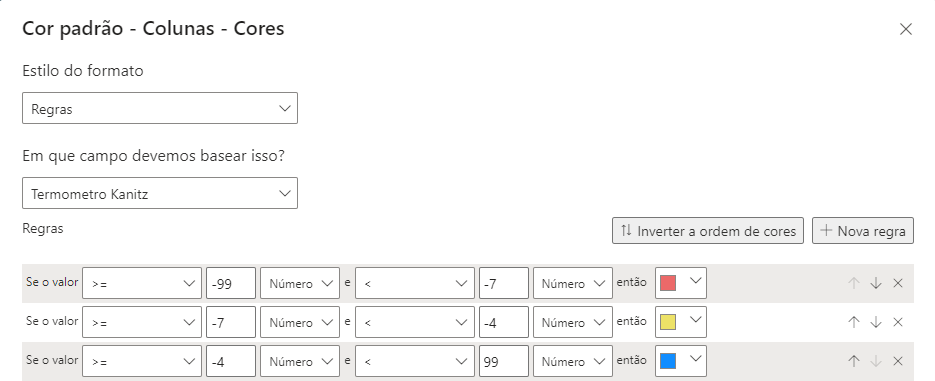 Cor padrão - Colunas - Cores
Estilo do formato
Regras
Em que campo devemos basear isso?
Termometro Kanitz
Regras
Inverter a ordem de cores
Nova regra
Se o valor >= -99 Número e < -7 Número então
Se o valor >= -7 Número e < -4 Número então
Se o valor >= -4 Número e < 99 Número então